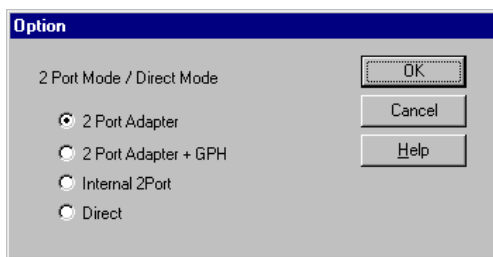 Option
2 Port Mode / Direct Mode
2 Port Adapter
2 Port Adapter + GPH
Internal 2Port
Direct
OK
Cancel
Help